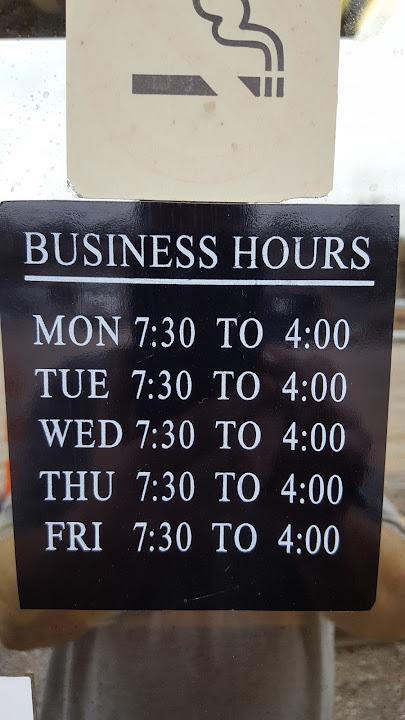 BUSINESS HOURS
MON 7:30 TO 4:00
TUE 7:30 TO 4:00
WED 7:30 TO 4:00
THU 7:30 TO 4:00
FRI 7:30 TO 4:00